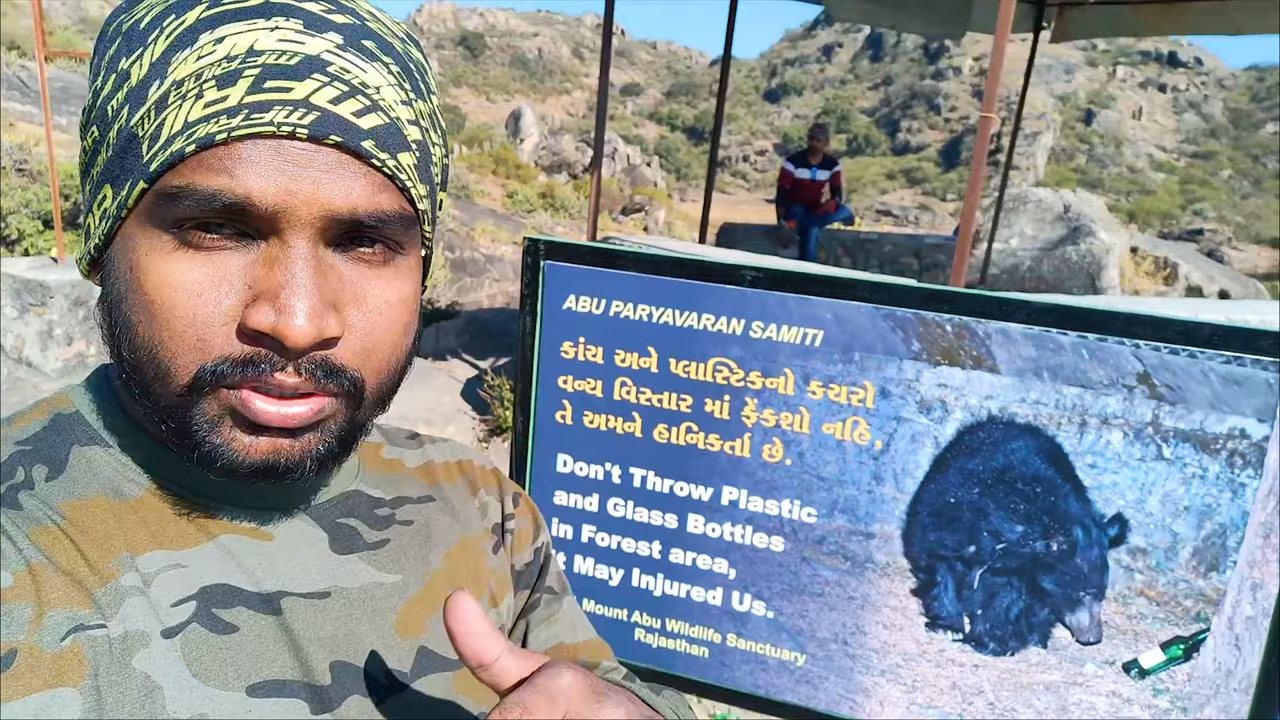 ABU PARYAVARAN SAMITI
કાંચ અને પ્લાસ્ટિકનો કચરો
વન્ય વિસ્તાર માં ફેંકશો નહિ,
તે અમને હાનિકર્તા છે.
Don't Throw Plastic
and Glass Bottles
in Forest area,
t May Injured Us.
Mount Abu Wildlife Sanctuary
Rajasthan